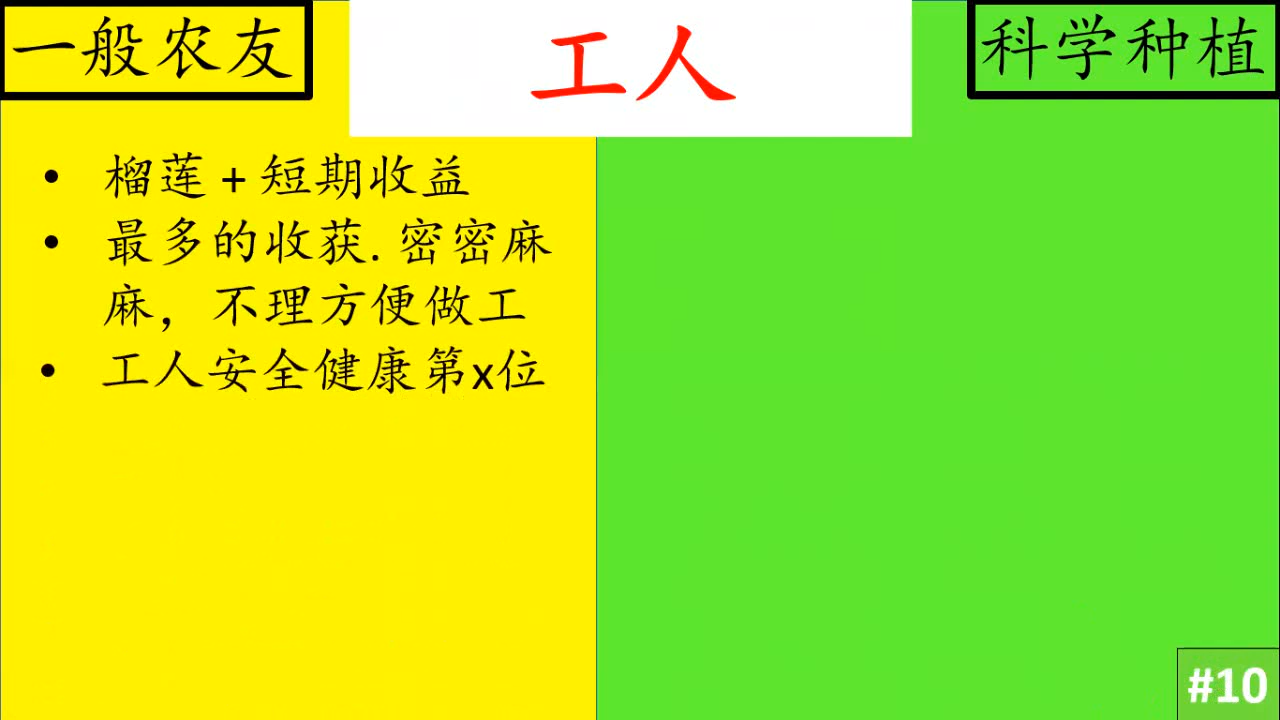 一般农友
工人
科学种植
• 榴莲 + 短期收益
• 最多的收获. 密密麻
麻，不理方便做工
• 工人安全健康第x位
#10